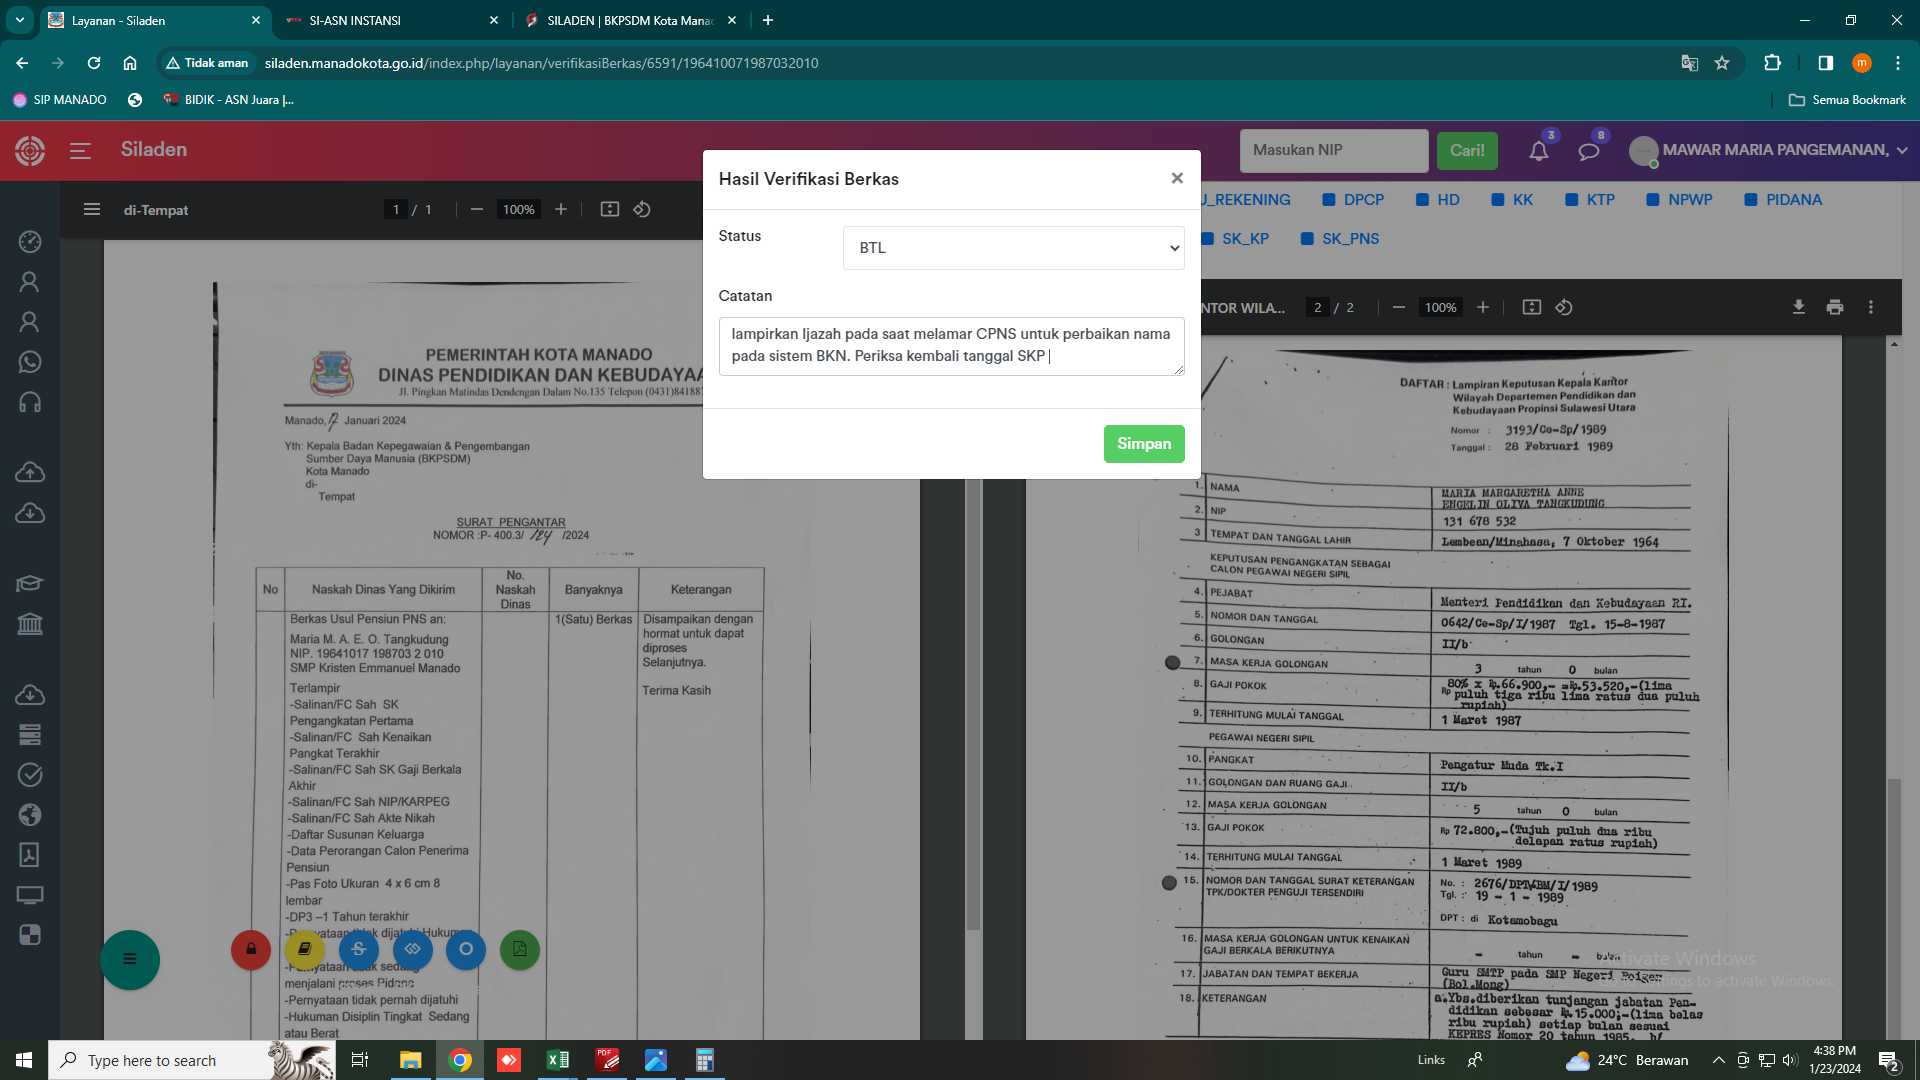 Layanan - Siladen
SI-ASN INSTANSI
SILADEN | BKPSDM Kota Mana
Tidak aman
siladen.manadokota.go.id/index.php/layanan/verifikasiBerkas/6591/196410071987032010
SIP MANADO
BIDIK - ASN Juara |...
Semua Bookmark
Siladen
Masukan NIP
Cari!
3
8
MAWAR MARIA PANGEMANAN,
di-Tempat
1 / 1
100%
Hasil Verifikasi Berkas
Status
BTL
Catatan
lampirkan Ijazah pada saat melamar CPNS untuk perbaikan nama
pada sistem BKN. Periksa kembali tanggal SKP
Simpan
U_REKENING
DPCP
HD
KK
KTP
NPWP
PIDANA
SK_KP
SK_PNS
NTOR WILA...
2 / 2
100%
PEMERINTAH KOTA MANADO
DINAS PENDIDIKAN DAN KEBUDAYAA
Jl. Pingkan Matindas Dendengan Dalam No.135 Telepon (0431)84188
Manado, 12 Januari 2024
Yth: Kepala Badan Kepegawaian & Pengembangan
Sumber Daya Manusia (BKPSDM)
Kota Manado
di-
Tempat
SURAT PENGANTAR
NOMOR :P- 400.3/ 124 /2024
No
Naskah Dinas Yang Dikirim
No. Naskah Dinas
Banyaknya
Keterangan
Berkas Usul Pensiun PNS an:
Maria M. A. E. O. Tangkudung
NIP. 19641017 198703 2 010
SMP Kristen Emmanuel Manado
1(Satu) Berkas
Disampaikan dengan
hormat untuk dapat
diproses
Selanjutnya.
Terima Kasih
Terlampir
-Salinan/FC Sah SK
Pengangkatan Pertama
-Salinan/FC Sah Kenaikan
Pangkat Terakhir
-Salinan/FC Sah SK Gaji Berkala
Akhir
-Salinan/FC Sah NIP/KARPEG
-Salinan/FC Sah Akte Nikah
-Daftar Susunan Keluarga
-Data Perorangan Calon Penerima
Pensiun
-Pas Foto Ukuran 4 x 6 cm 8
lembar
-DP3 –1 Tahun terakhir
menjalani proses Pidana
-Pernyataan tidak pernah dijatuhi
-Hukuman Disiplin Tingkat Sedang
atau Berat
DAFTAR : Lampiran Keputusan Kepala Kantor
Wilayah Departemen Pendidikan dan
Kebudayaan Propinsi Sulawesi Utara
Nomor : 3193/Co-Sp/1989
Tanggal : 28 Februari 1989
1. NAMA
MARIA MARGARETHA ANNE
ENGELIN OLIVA TANGKUDUNG
2. NIP
131 678 532
3 TEMPAT DAN TANGGAL LAHIR
Lembean/Minahasa, 7 Oktober 1964
KEPUTUSAN PENGANGKATAN SEBAGAI
CALON PEGAWAI NEGERI SIPIL
4. PEJABAT
Menteri Pendidikan dan Kebudayaan RI.
5. NOMOR DAN TANGGAL
0642/Co-Sp/I/1987 Tgl. 15-8-1987
6. GOLONGAN
II/b
7. MASA KERJA GOLONGAN
3 tahun 0 bulan
8. GAJI POKOK
Rp 80% x Rp.66.900,- =Rp.53.520,-(lima
puluh tiga ribu lima ratus dua puluh
rupiah)
9. TERHITUNG MULAI TANGGAL
1 Maret 1987
PEGAWAI NEGERI SIPIL
10. PANGKAT
Pengatur Muda Tk.I
11. GOLONGAN DAN RUANG GAJI
II/b
12. MASA KERJA GOLONGAN
5 tahun 0 bulan
13. GAJI POKOK
Rp 72.800,-(Tujuh puluh dua ribu
delapan ratus rupiah)
14. TERHITUNG MULAI TANGGAL
1 Maret 1989
15. NOMOR DAN TANGGAL SURAT KETERANGAN
TPK/DOKTER PENGUJI TERSENDIRI
No. : 2676/DPT/BM/I/1989
Tgl. : 19 - 1 - 1989
DPT : di Kotamobagu
16. MASA KERJA GOLONGAN UNTUK KENAIKAN
GAJI BERKALA BERIKUTNYA
- tahun - bulan
17. JABATAN DAN TEMPAT BEKERJA
Guru SMTP pada SMP Negeri Poigar
(Bol.Mong)
18. KETERANGAN
a.Ybs.diberikan tunjangan jabatan Pen-
didikan sebesar Rp.15.000,-(lima belas
ribu rupiah) setiap bulan sesuai
KEPRES Nomor 20 tahun 1985.
Activate Windows
Go to Settings to activate Windows.
Type here to search
Links
24°C Berawan
4:38 PM
1/23/2024
2